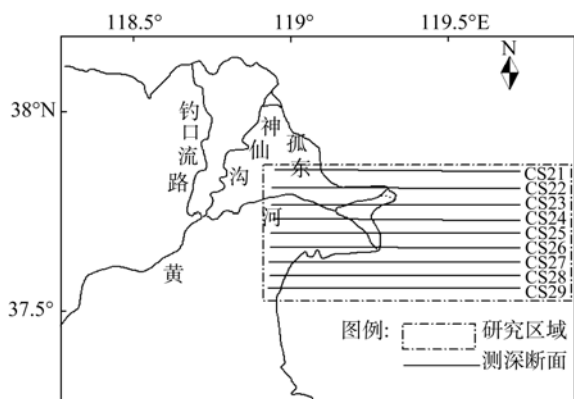 118.5° 119° 119.5°E
N
38°N
37.5°
钓口流路
神仙沟
孤东
黄河
CS21
CS22
CS23
CS24
CS25
CS26
CS27
CS28
CS29
图例: 研究区域
测深断面